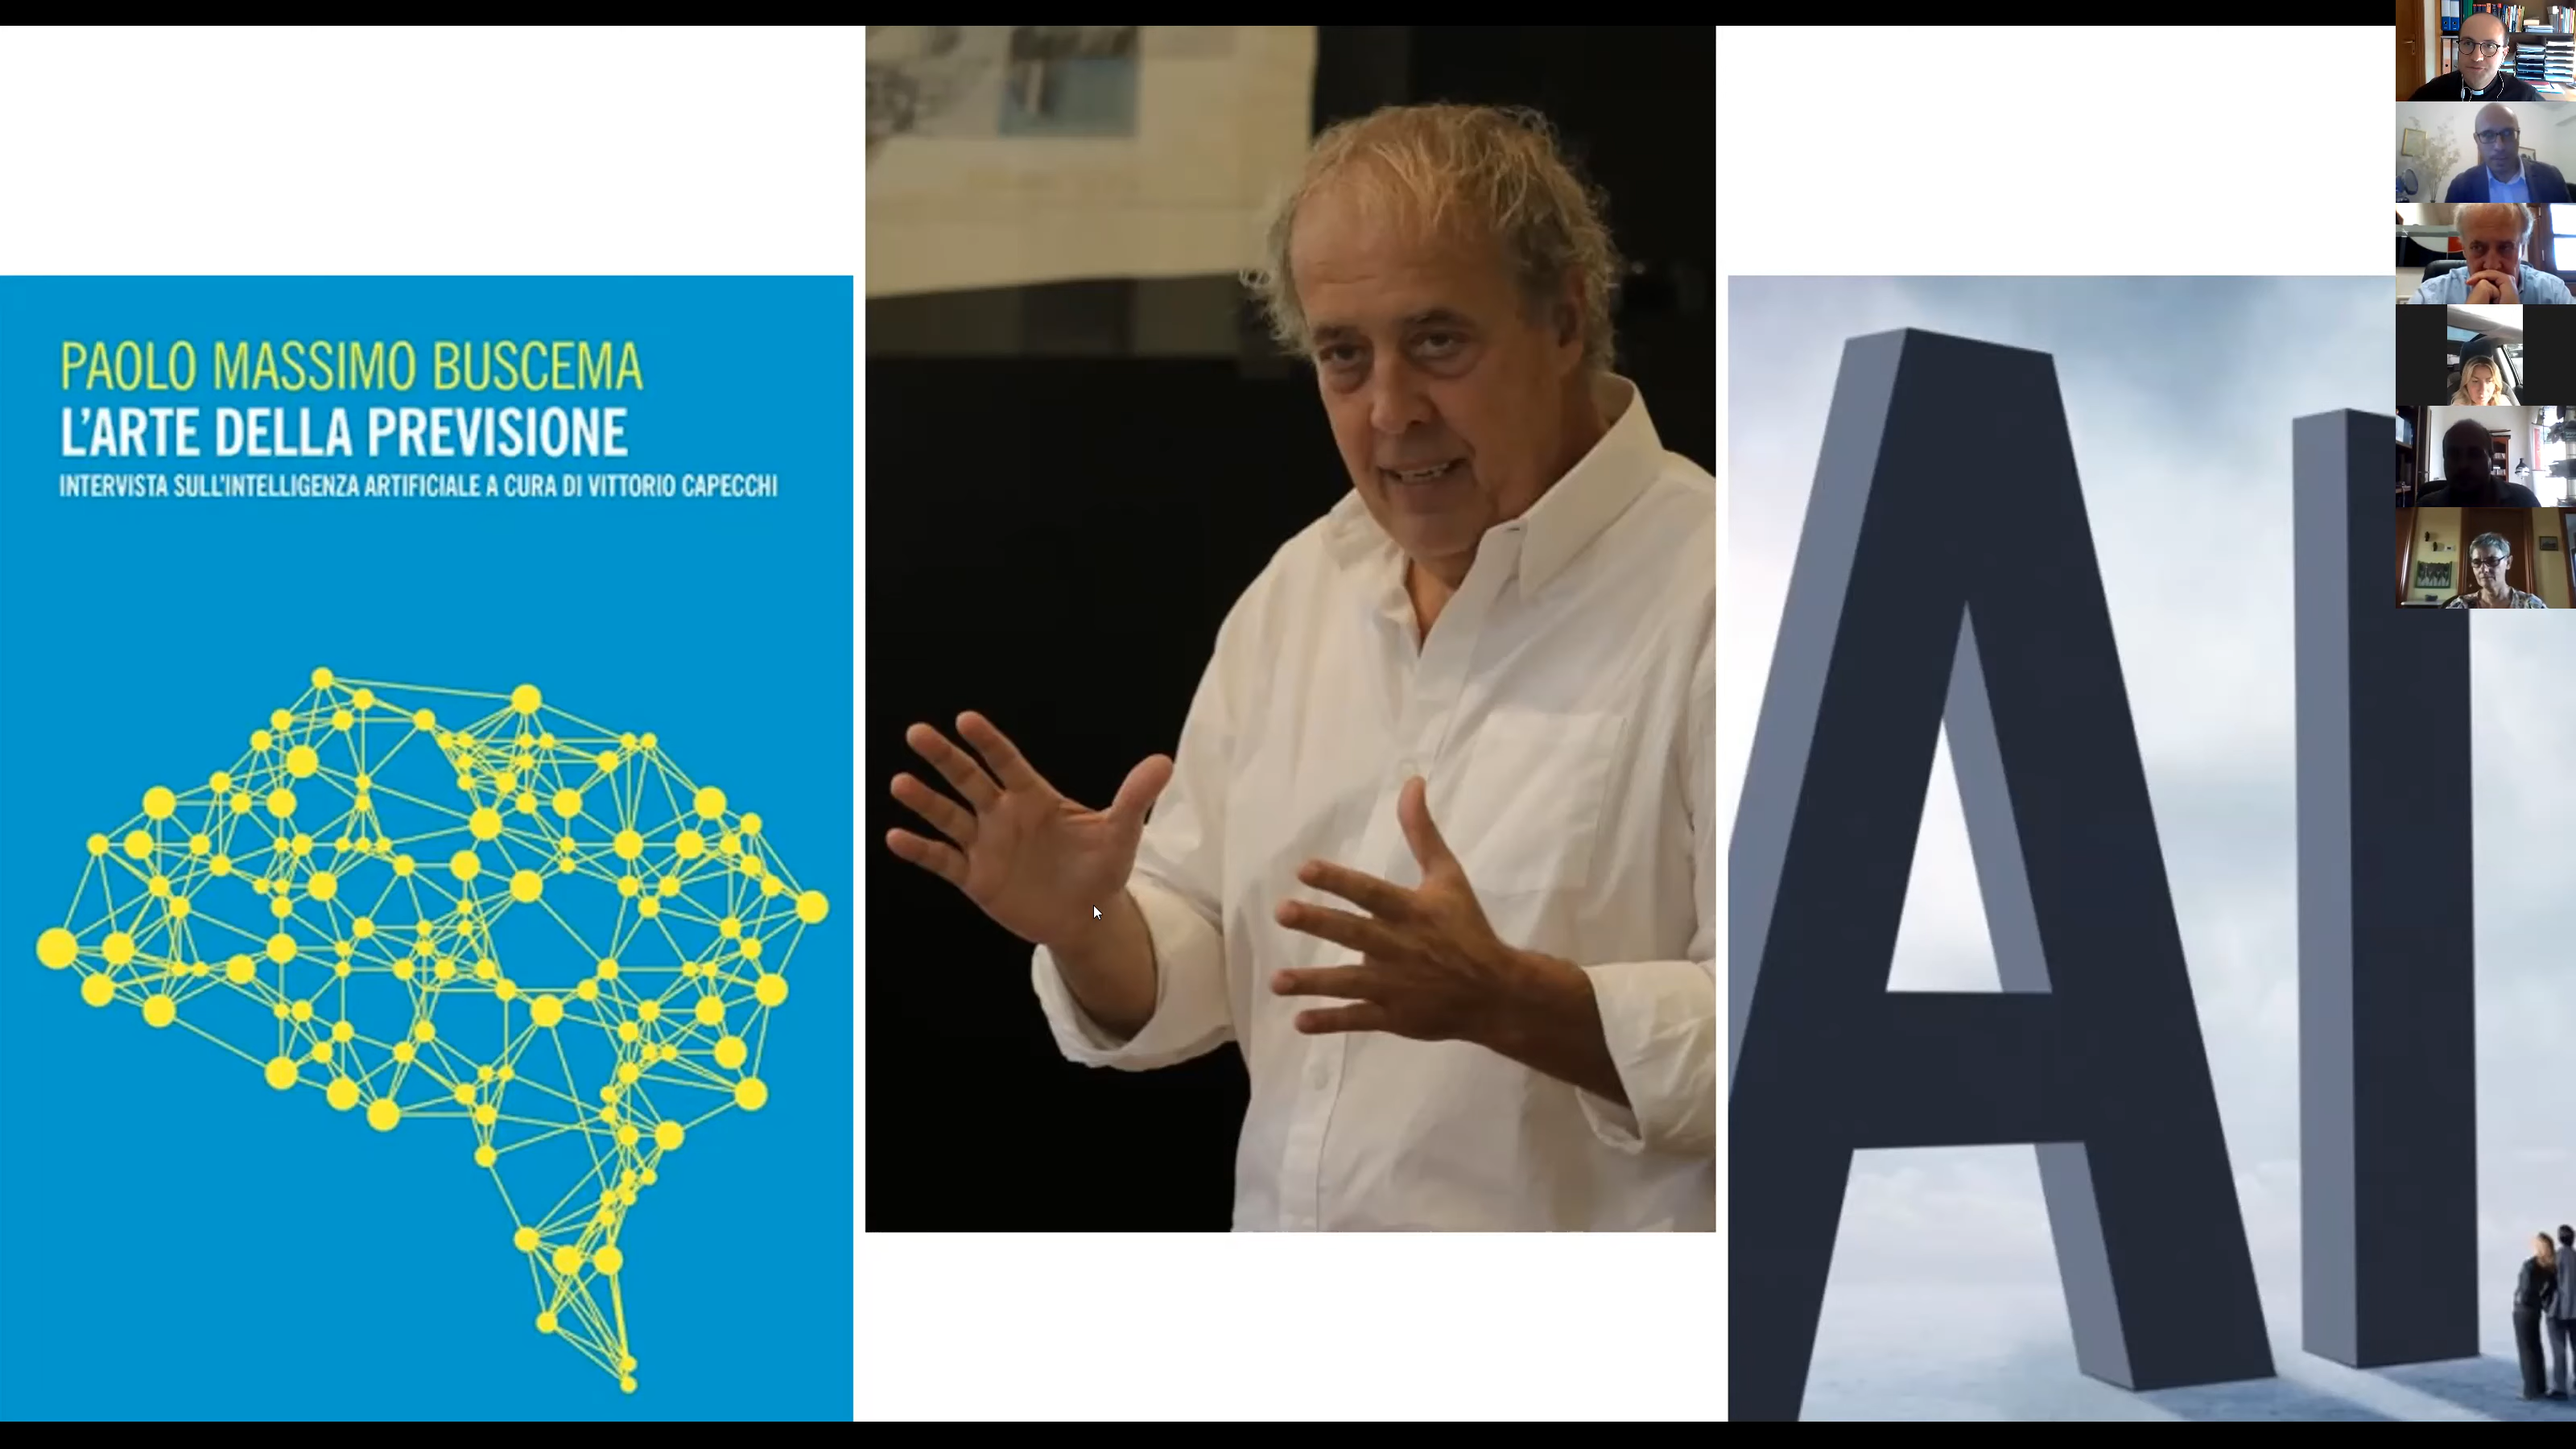 PAOLO MASSIMO BUSCEMA
L'ARTE DELLA PREVISIONE
INTERVISTA SULL'INTELLIGENZA ARTIFICIALE A CURA DI VITTORIO CAPECCHI
AI